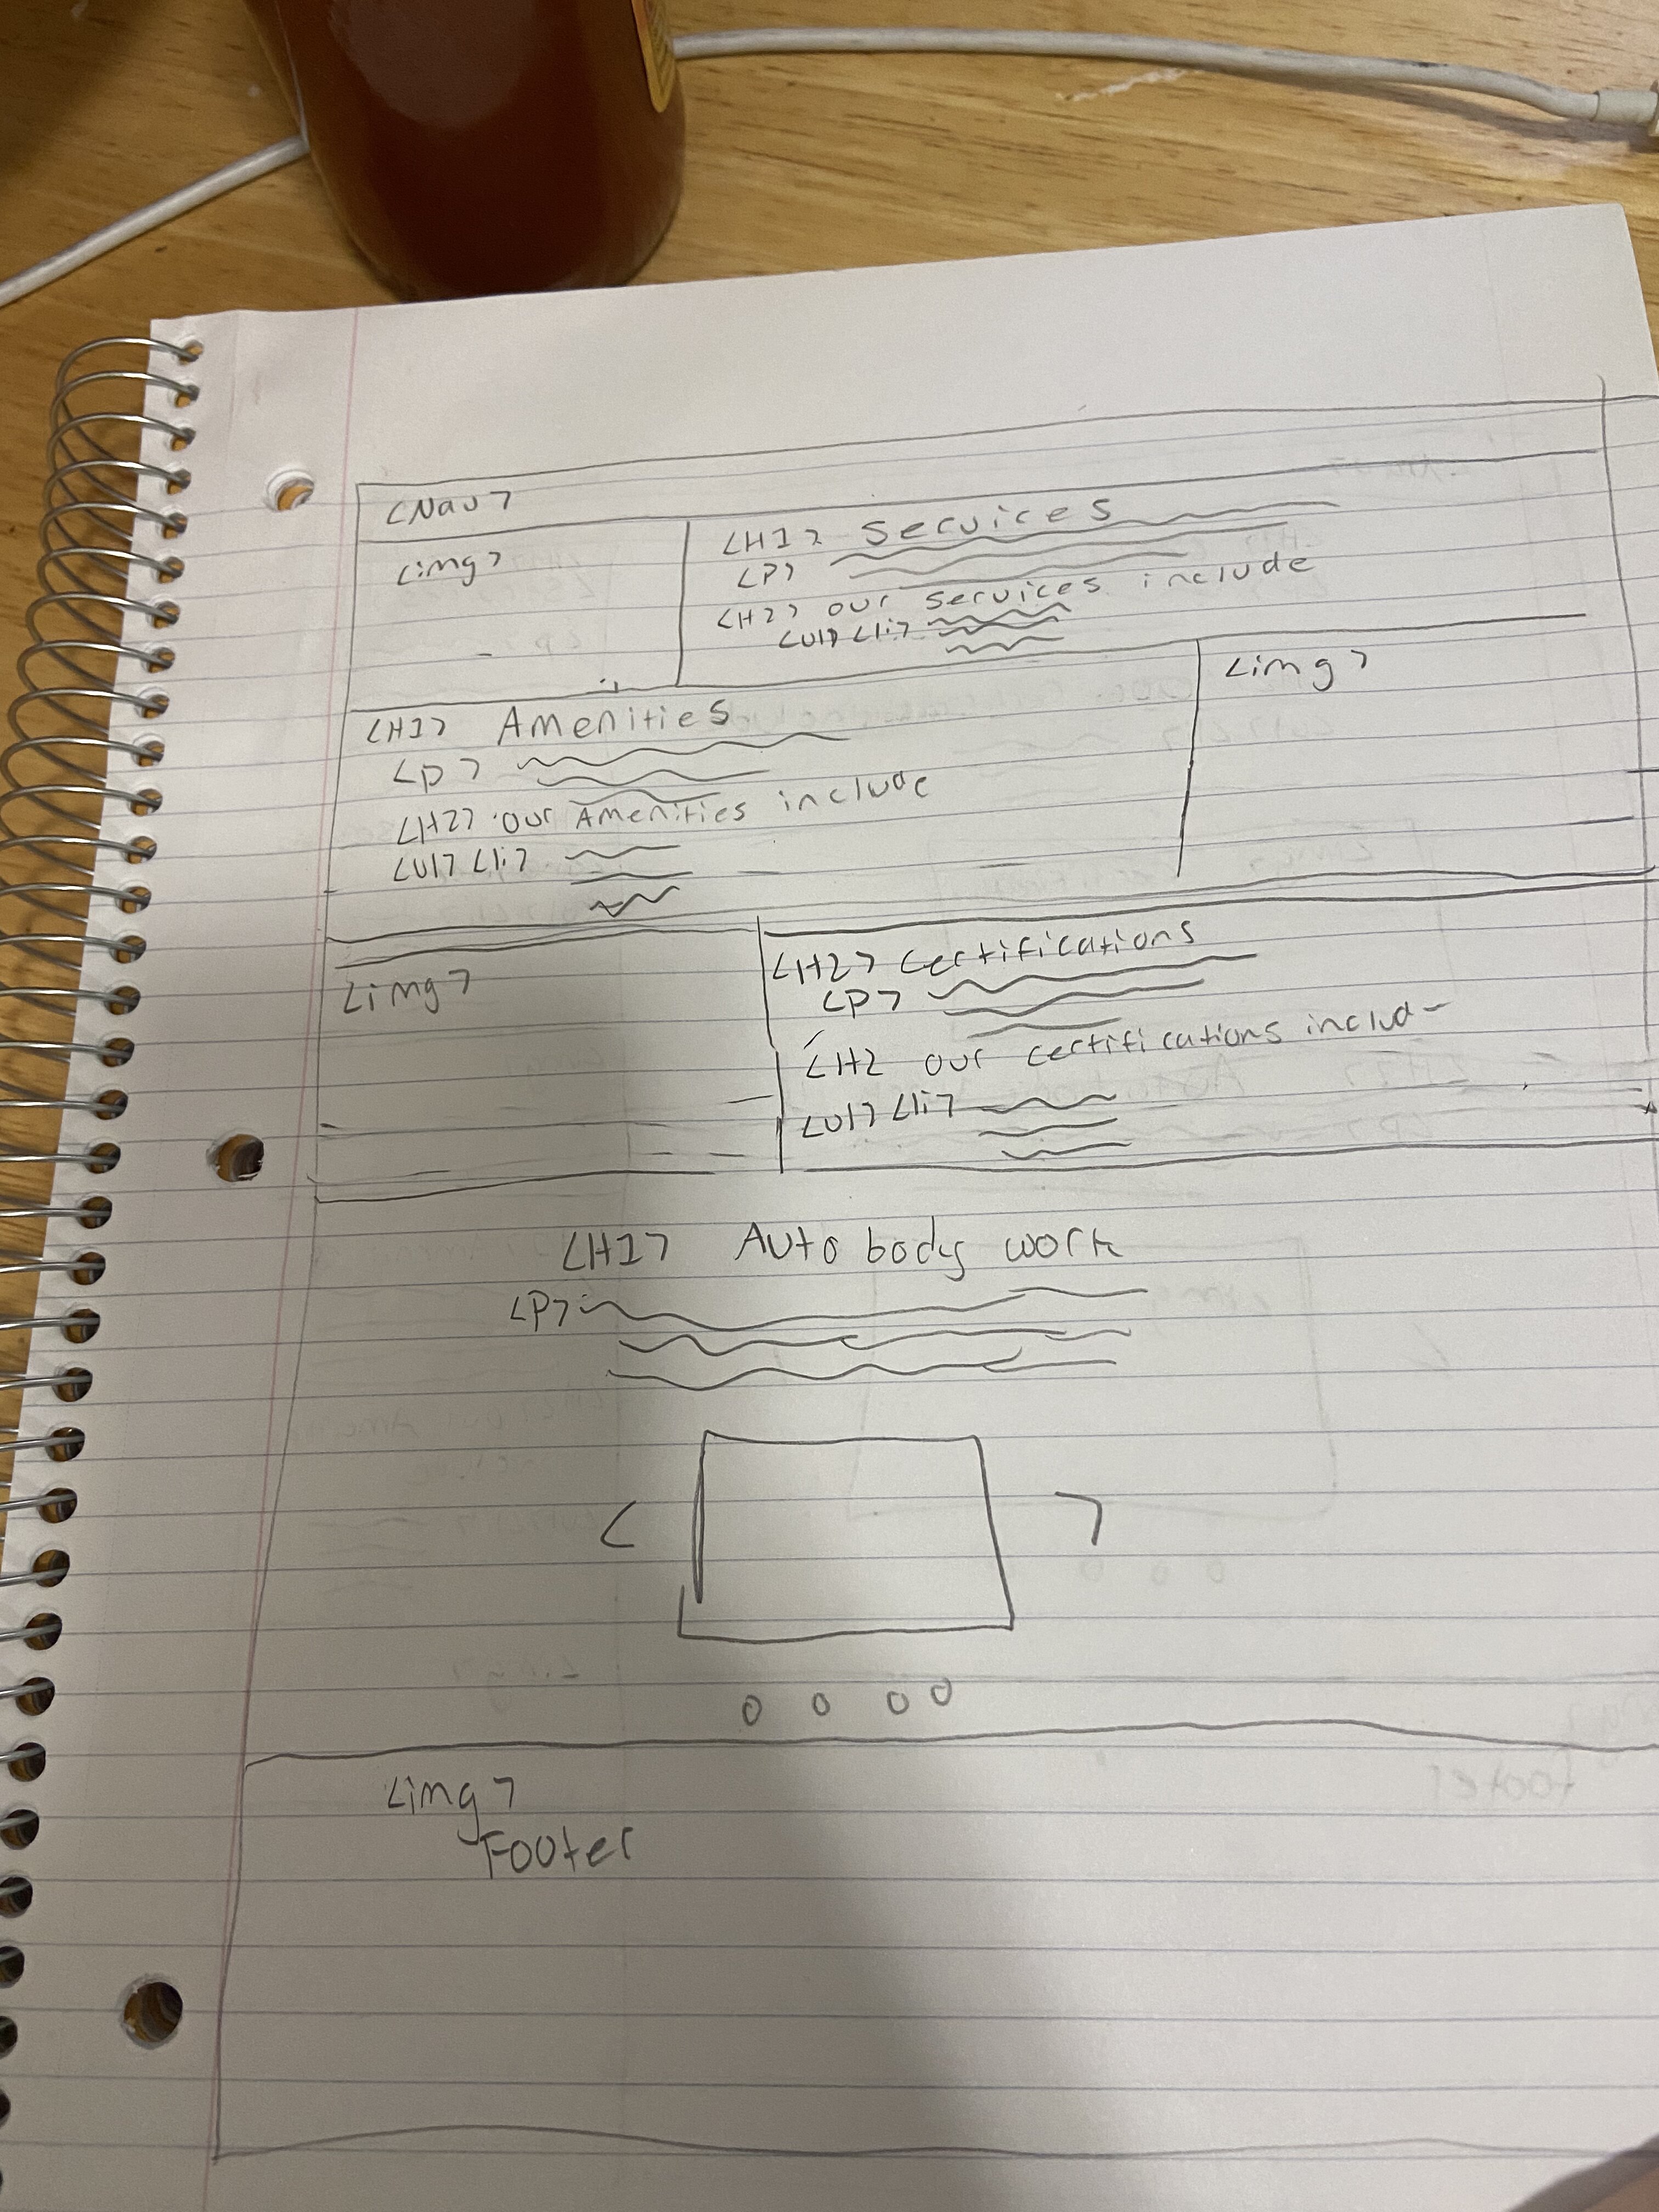 <Nav>
<img>
<H1> Services
<P>
<H2> our services include
<ul> <li>
<H1> Amenities
<p>
<H2> our Amenities include
<ul> <li>
<img>
<img>
<H2> Certifications
<p>
<H2 our certifications includ
<ul> <li>
<H1> Auto body work
<P>
< >
<img>
Footer